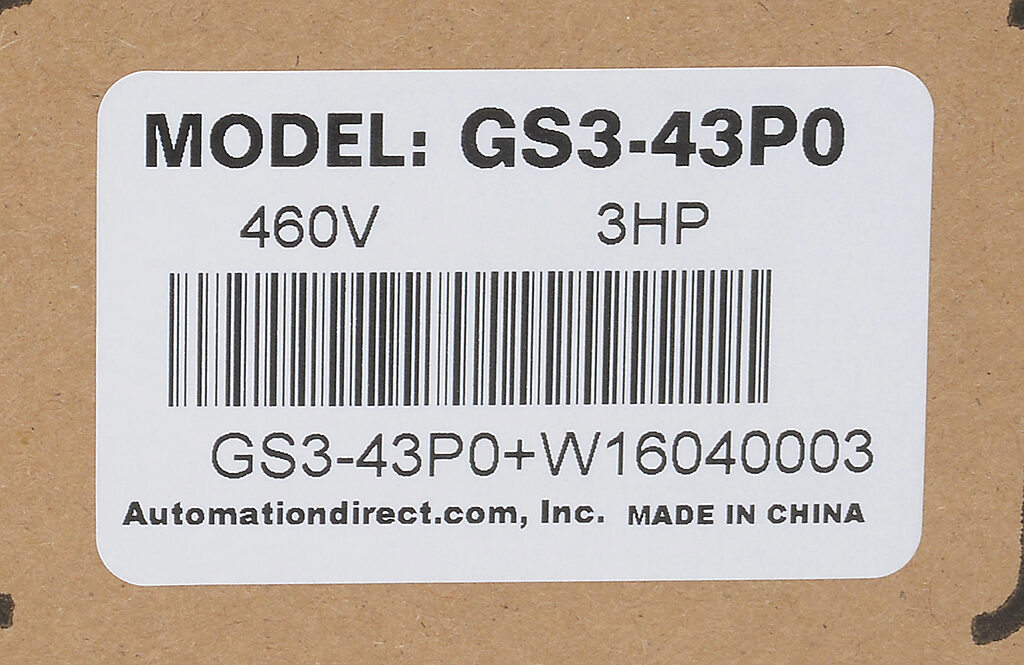 MODEL: GS3-43P0
460V 3HP
GS3-43P0+W16040003
Automationdirect.com, Inc. MADE IN CHINA